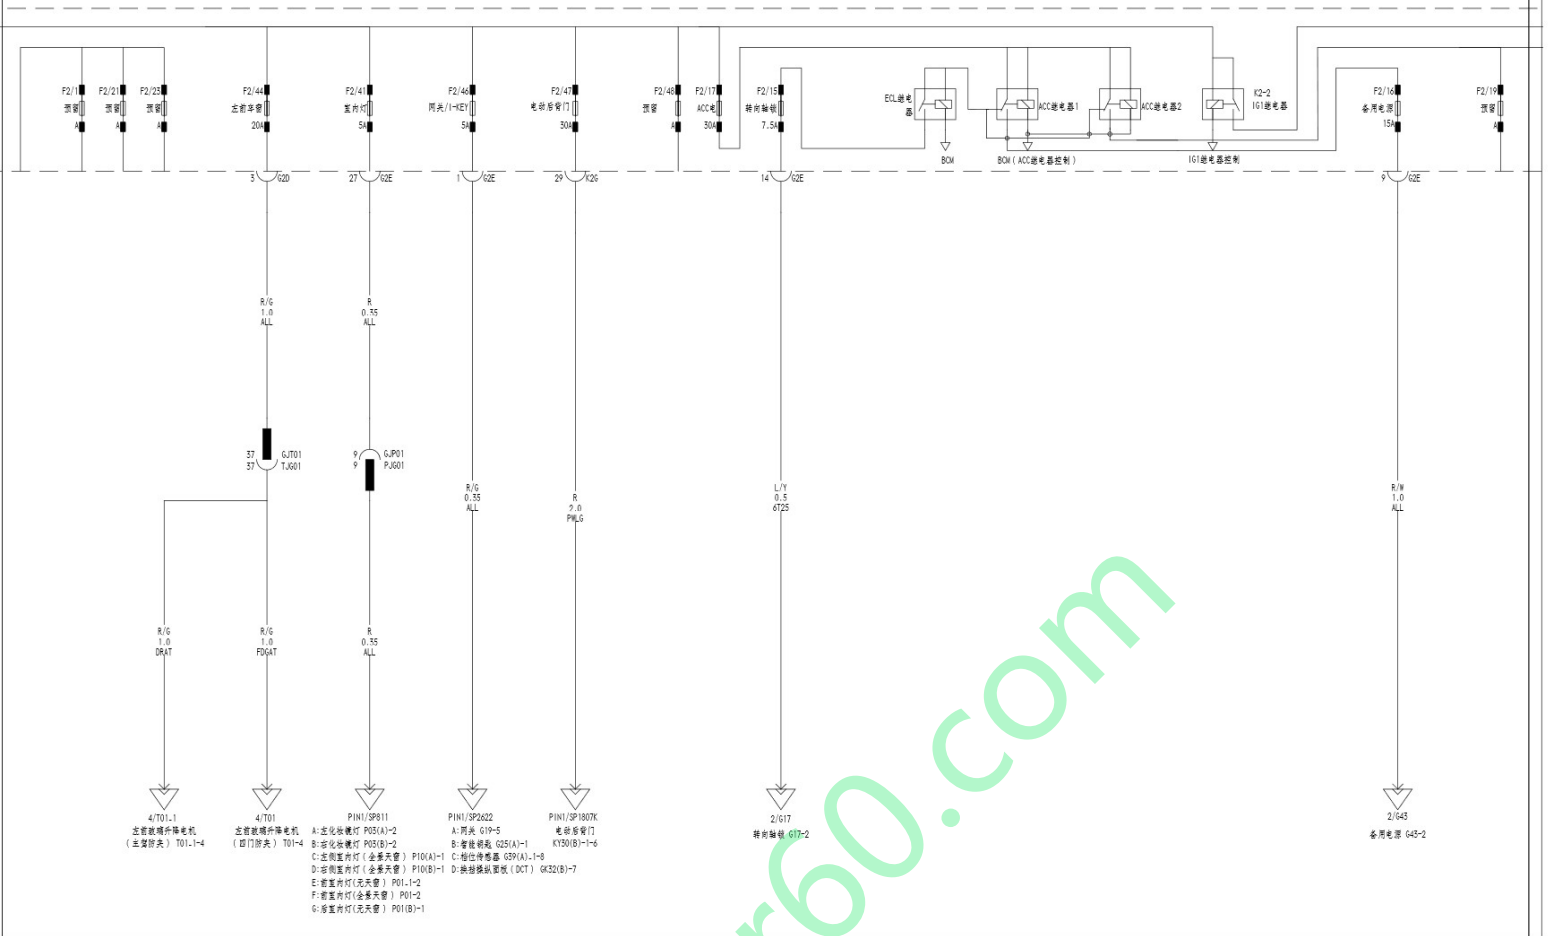 F2/1
预留
A
F2/21
预留
A
F2/23
预留
A
F2/44
左前车窗
20A
F2/41
室内灯
5A
F2/46
网关/I-KEY
5A
F2/47
电动后背门
30A
F2/48
预留
A
F2/17
ACC电
30A
F2/15
转向轴锁
7.5A
ECL继电
器
BCM
ACC继电器1
BCM(ACC继电器控制)
ACC继电器2
K2-2
IG1继电器
IG1继电器控制
F2/16
备用电源
15A
F2/19
预留
A
3 G2D
27 G2E
1 G2E
29 K2G
14 G2E
9 G2E
R/G
1.0
ALL
R
0.35
ALL
37 GJT01
37 TJG01
9 GJP01
9 PJG01
R/G
0.35
ALL
R
2.0
PWLG
L/Y
0.5
6T25
R/W
1.0
ALL
R/G
1.0
DRAT
R/G
1.0
FDGAT
R
0.35
ALL
4/T01_1
左前玻璃升降电机
(主驾防夹) T01_1-4
4/T01
左前玻璃升降电机
(四门防夹) T01-4
PIN1/SP811
A:左化妆镜灯 P03(A)-2
B:右化妆镜灯 P03(B)-2
C:左侧室内灯(全景天窗) P10(A)-1
D:右侧室内灯(全景天窗) P10(B)-1
E:前室内灯(无天窗) P01_1-2
F:前室内灯(全景天窗) P01-2
G:后室内灯(无天窗) P01(B)-1
PIN1/SP2622
A:网关 G19-5
B:智能钥匙 G25(A)-1
C:档位传感器 G39(A)_1-8
D:换挡操纵面板(DCT) GK32(B)-7
PIN1/SP1807K
电动后背门
KY30(B)-1-6
2/G17
转向轴锁 G17-2
2/G43
备用电源 G43-2
r60.com